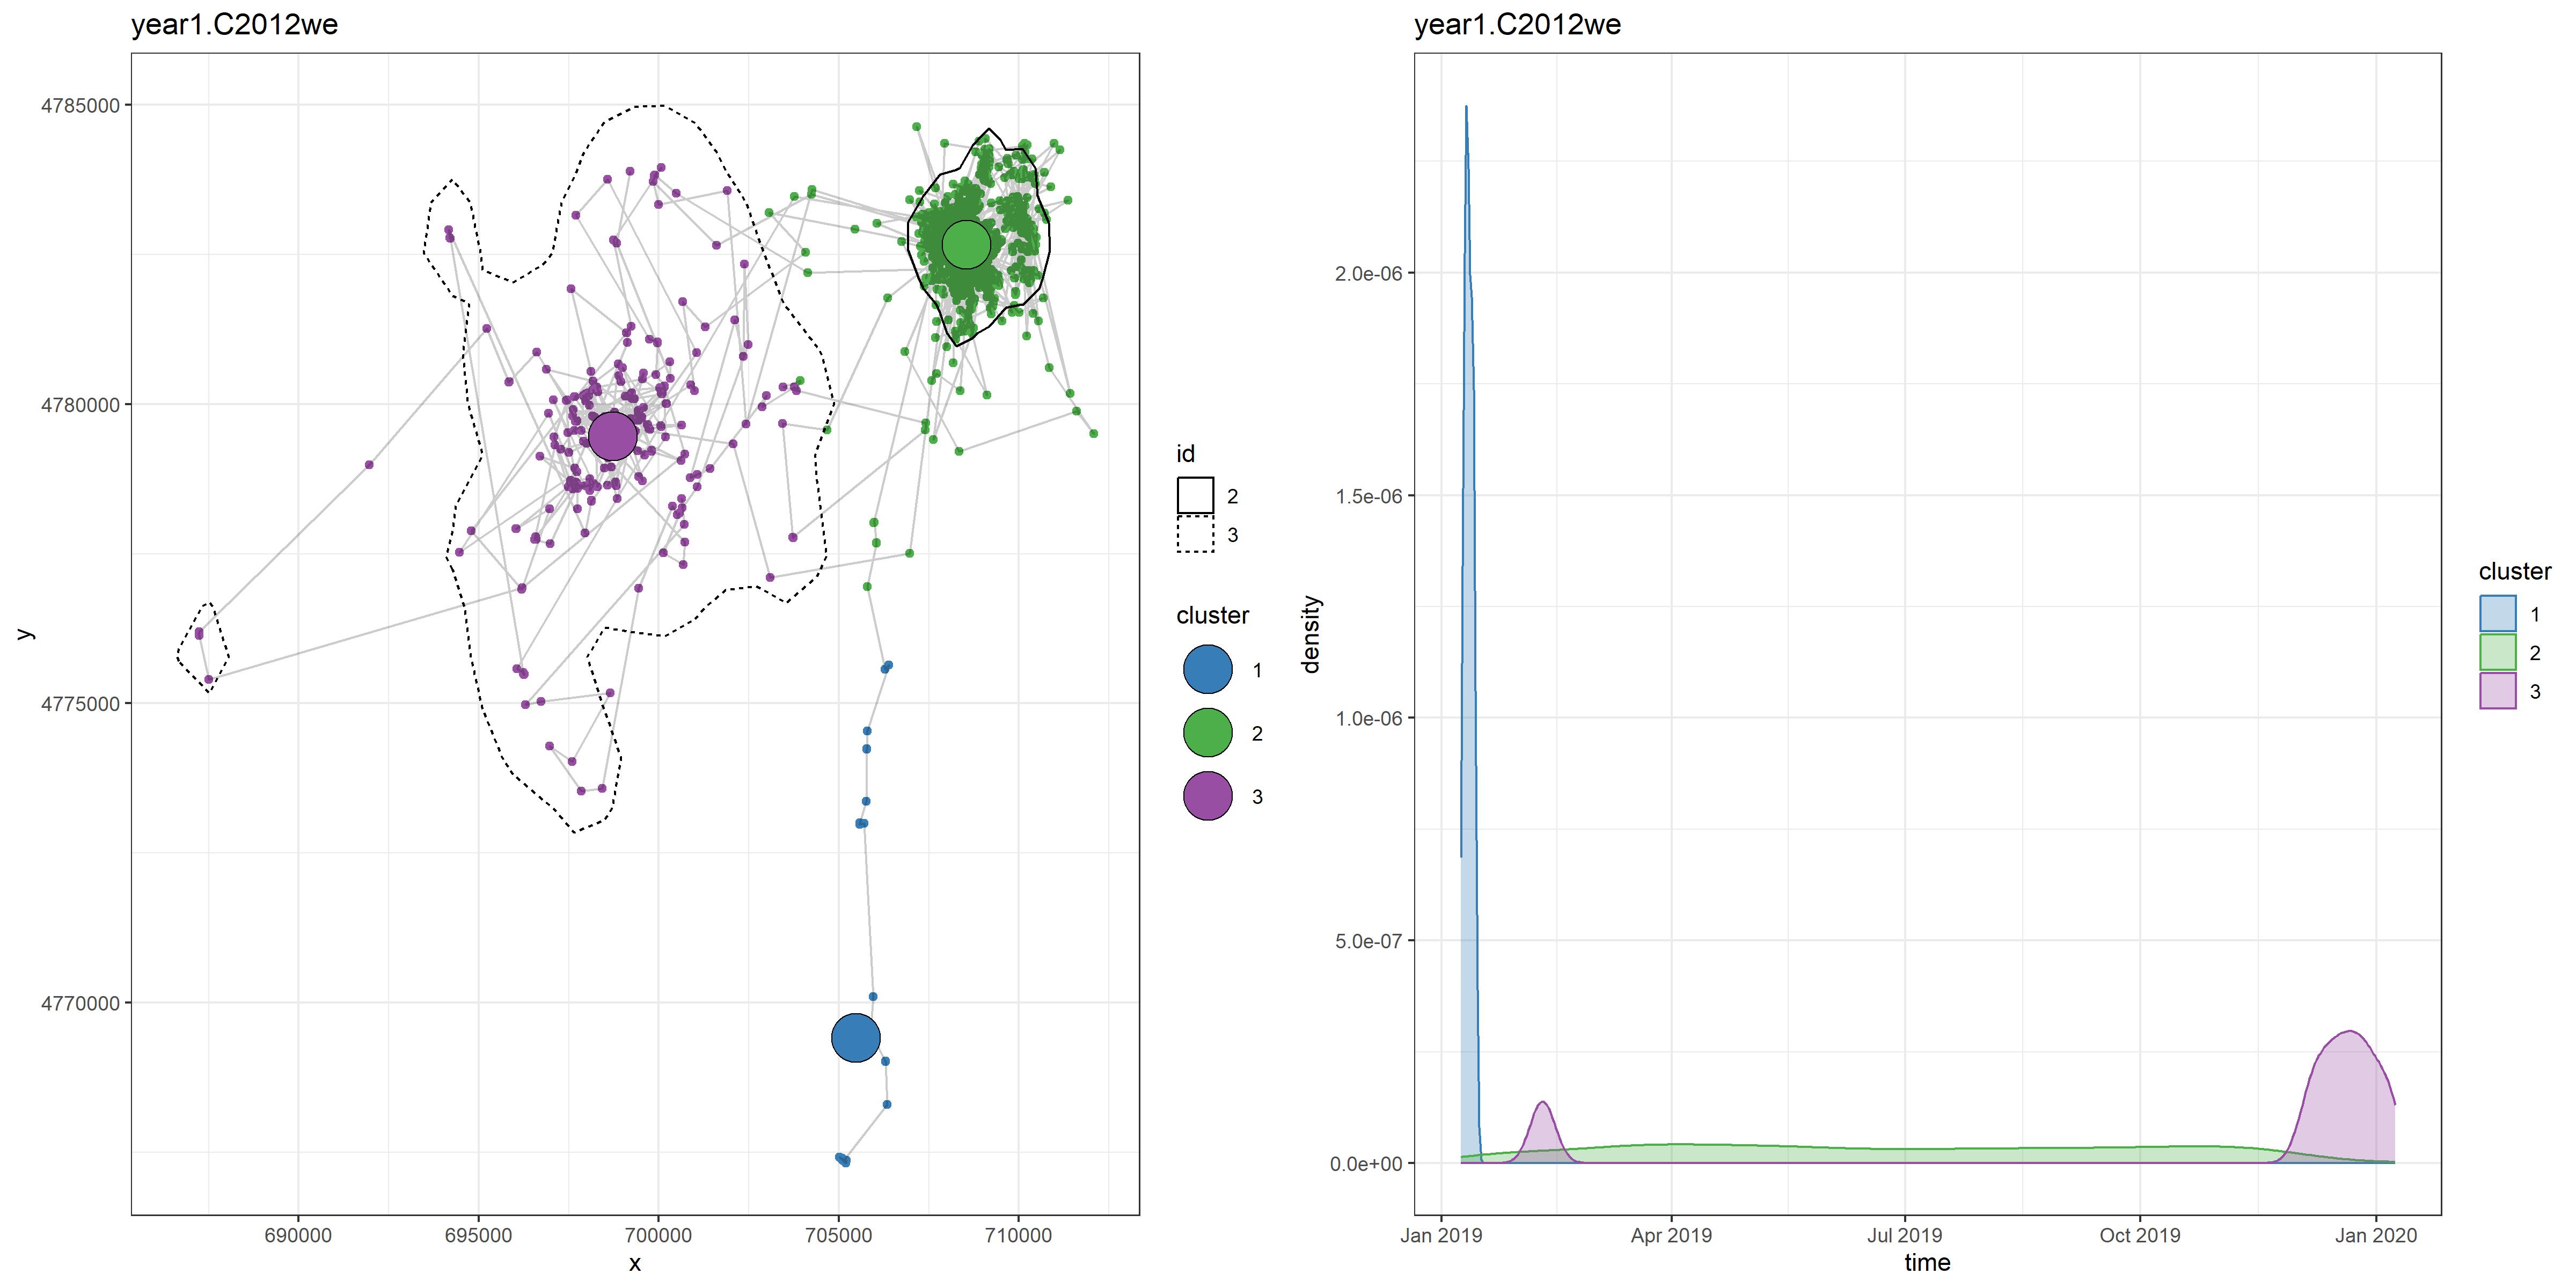 year1.C2012we
4785000
4780000
4775000
4770000
y
690000
695000
700000
705000
710000
x
id
2
3
cluster
1
2
3
year1.C2012we
2.0e-06
1.5e-06
1.0e-06
5.0e-07
0.0e+00
density
Jan 2019
Apr 2019
Jul 2019
Oct 2019
Jan 2020
time
cluster
1
2
3